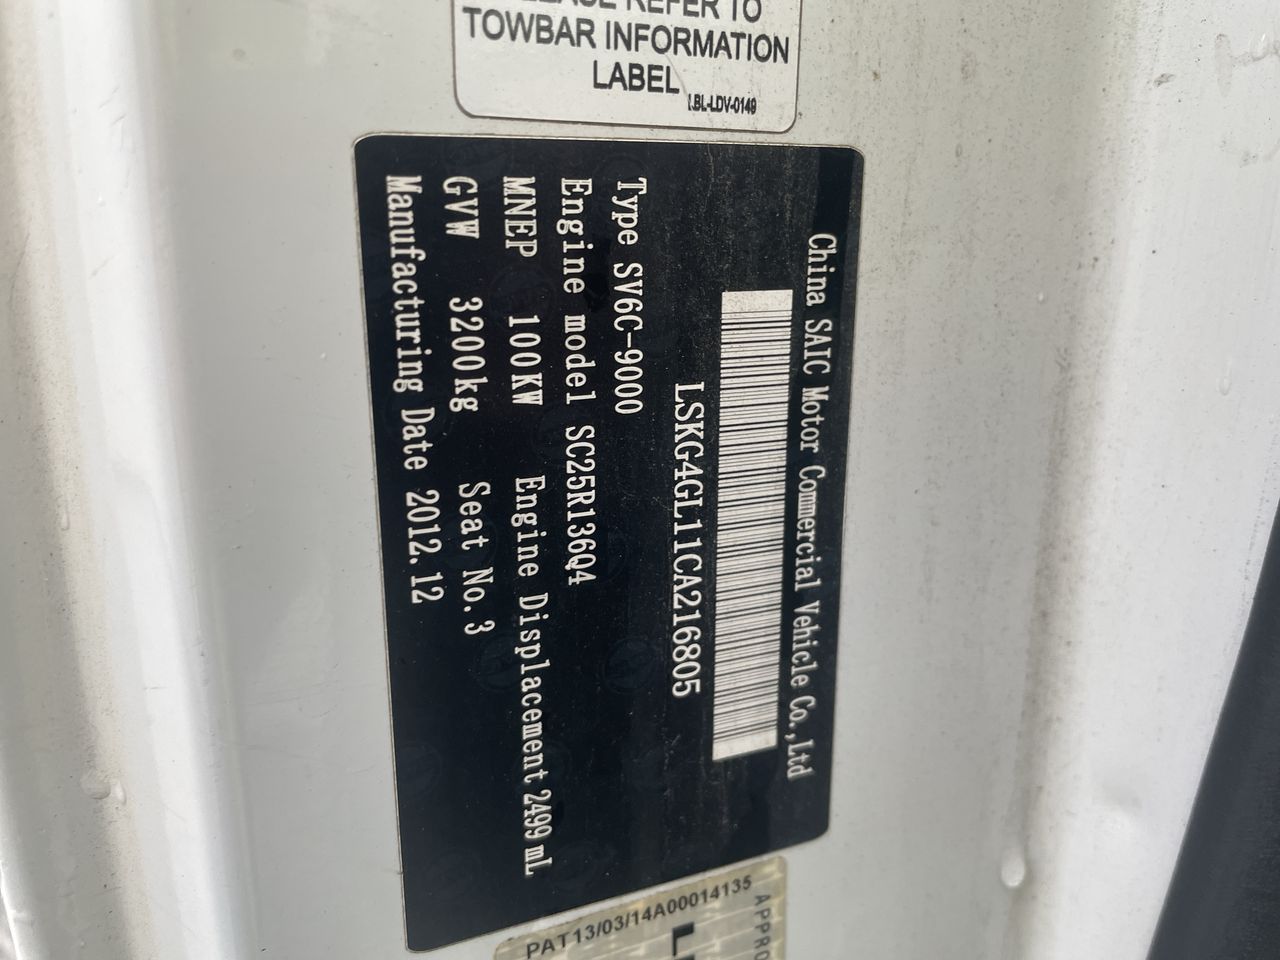 REFER TO
TOWBAR INFORMATION
LABEL
LBL-LDV-0149
China SAIC Motor Commercial Vehicle Co.,Ltd
LSKG4GL11CA216805
Type SV6C-9000
Engine model SC25R136Q4
MNEP 100KW Engine Displacement 2499 mL
GVW 3200kg Seat No.3
Manufacturing Date 2012.12
PAT13/03/14A00014135